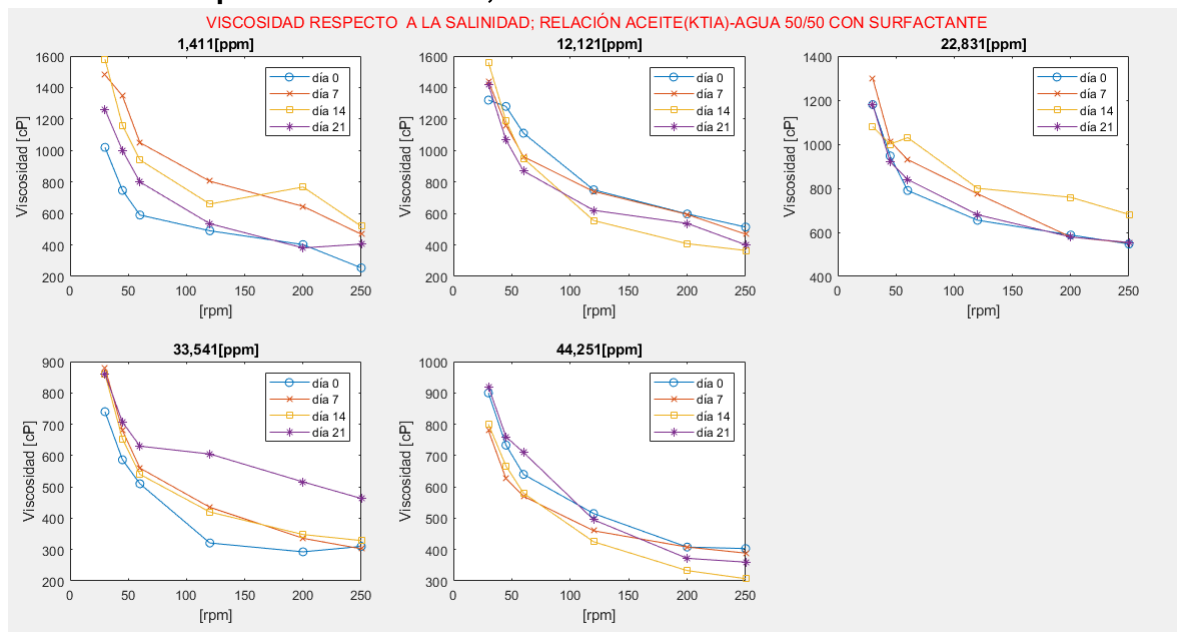 VISCOSIDAD RESPECTO A LA SALINIDAD; RELACIÓN ACEITE(KTIA)-AGUA 50/50 CON SURFACTANTE
1,411[ppm]
1600
1400
1200
1000
800
600
400
200
Viscosidad [cP]
0 50 100 150 200 250
[rpm]
día 0
día 7
día 14
día 21
12,121[ppm]
1600
1400
1200
1000
800
600
400
200
Viscosidad [cP]
0 50 100 150 200 250
[rpm]
día 0
día 7
día 14
día 21
22,831[ppm]
1400
1200
1000
800
600
400
Viscosidad [cP]
0 50 100 150 200 250
[rpm]
día 0
día 7
día 14
día 21
33,541[ppm]
900
800
700
600
500
400
300
200
Viscosidad [cP]
0 50 100 150 200 250
[rpm]
día 0
día 7
día 14
día 21
44,251[ppm]
1000
900
800
700
600
500
400
300
Viscosidad [cP]
0 50 100 150 200 250
[rpm]
día 0
día 7
día 14
día 21